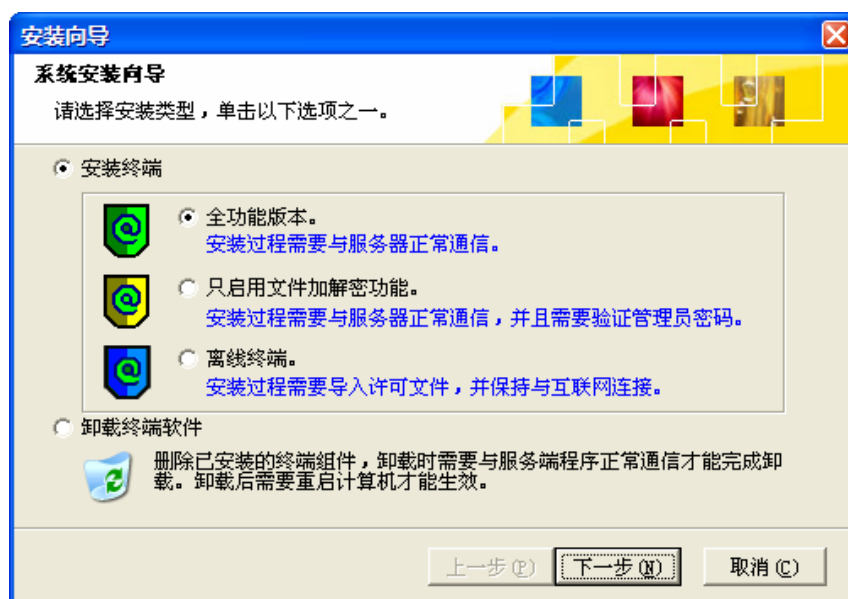 安装向导
系统安装向导
请选择安装类型，单击以下选项之一。
安装终端
全功能版本。
安装过程需要与服务器正常通信。
只启用文件加解密功能。
安装过程需要与服务器正常通信，并且需要验证管理员密码。
离线终端。
安装过程需要导入许可文件，并保持与互联网连接。
卸载终端软件
删除已安装的终端组件，卸载时需要与服务端程序正常通信才能完成卸
载。卸载后需要重启计算机才能生效。
上一步(P) 下一步(N) 取消(C)